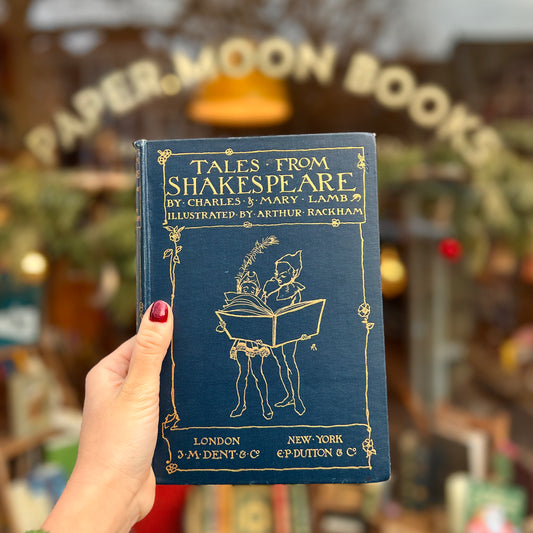 PAPER MOON BOOKS
TALES · FROM
SHAKESPEARE
BY · CHARLES · & · MARY · LAMB
ILLUSTRATED · BY · ARTHUR · RACKHAM
LONDON
J · M · DENT · & · Cº
NEW · YORK
E · P · DUTTON & Cº